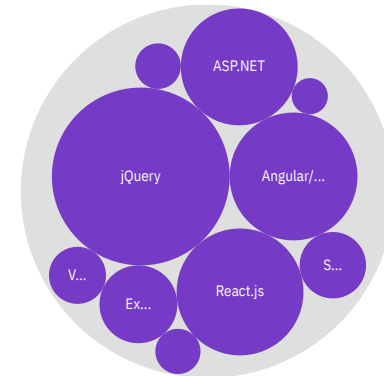 ASP.NET
jQuery
Angular/...
V...
S...
Ex...
React.js